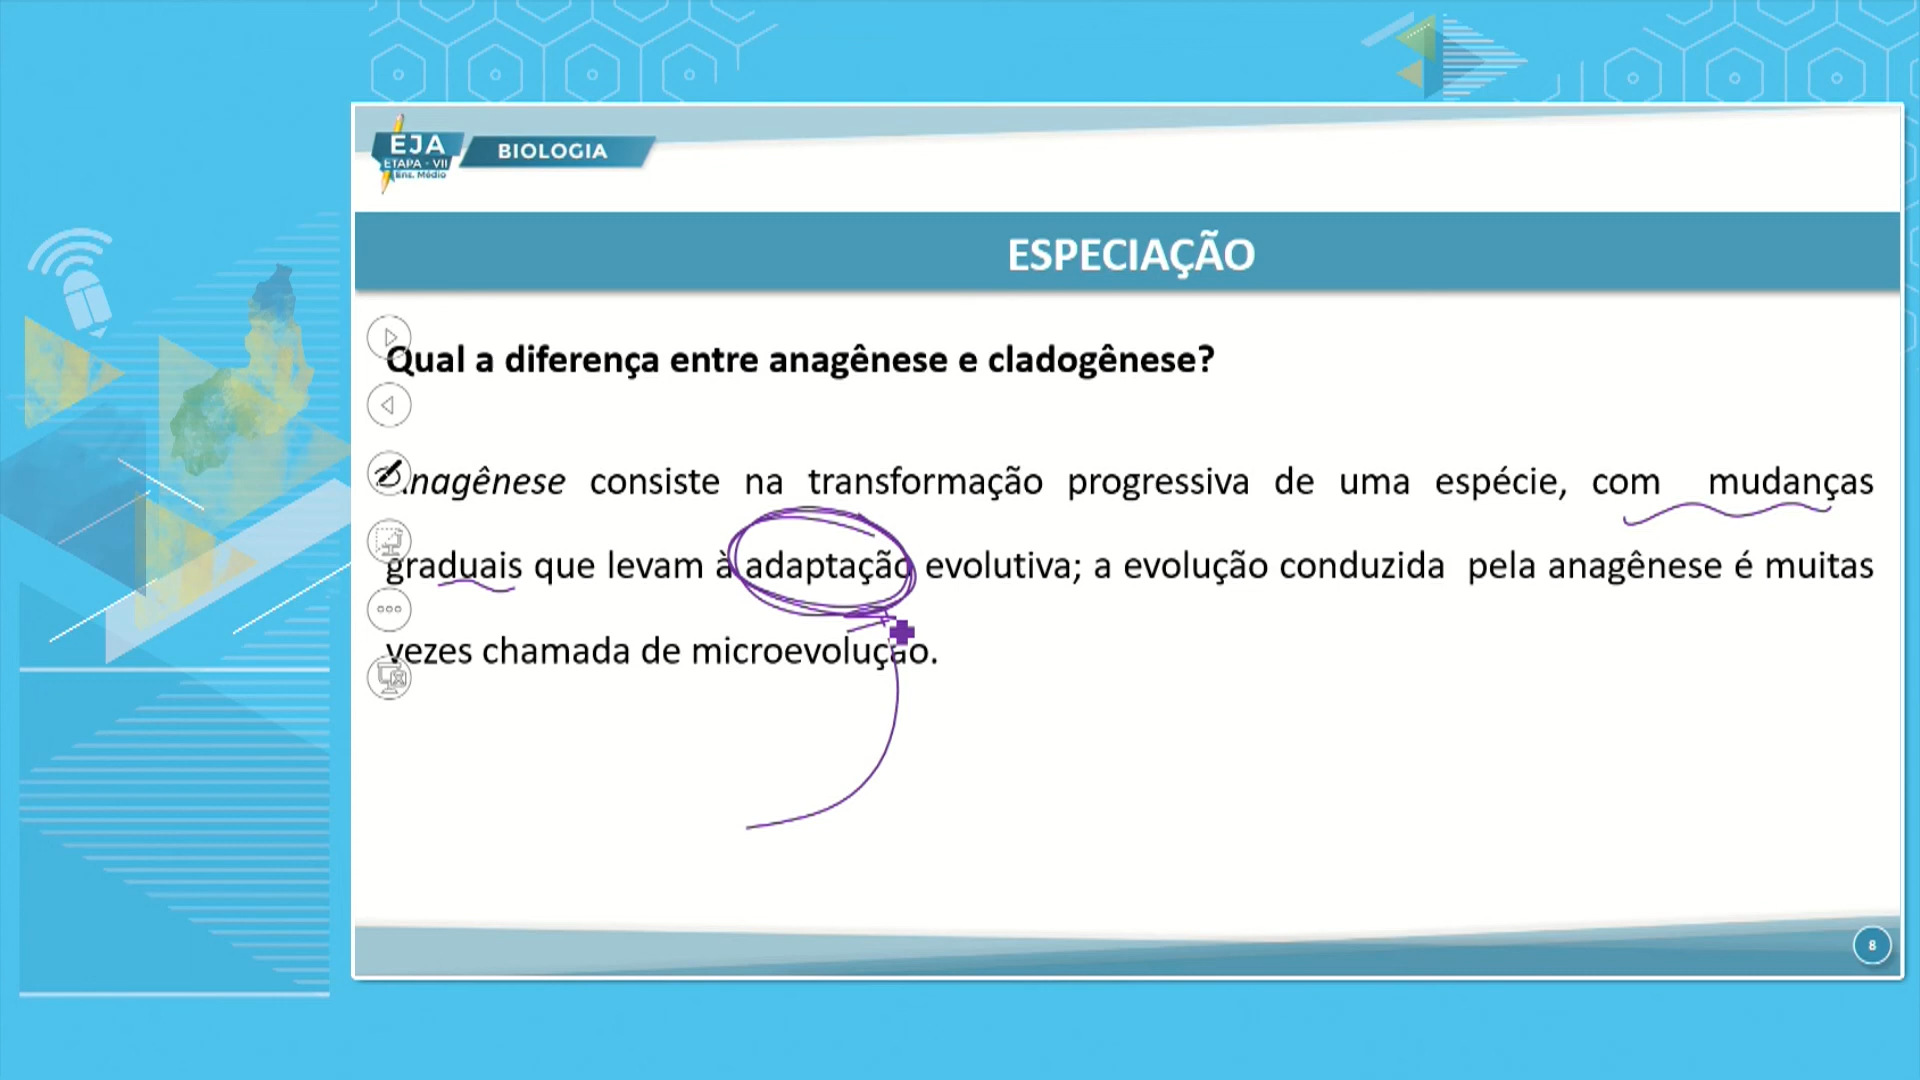 EJA
ETAPA - VII
Ens. Médio
BIOLOGIA
ESPECIAÇÃO
Qual a diferença entre anagênese e cladogênese?
Anagênese consiste na transformação progressiva de uma espécie, com mudanças
graduais que levam à adaptação evolutiva; a evolução conduzida pela anagênese é muitas
vezes chamada de microevolução.
8